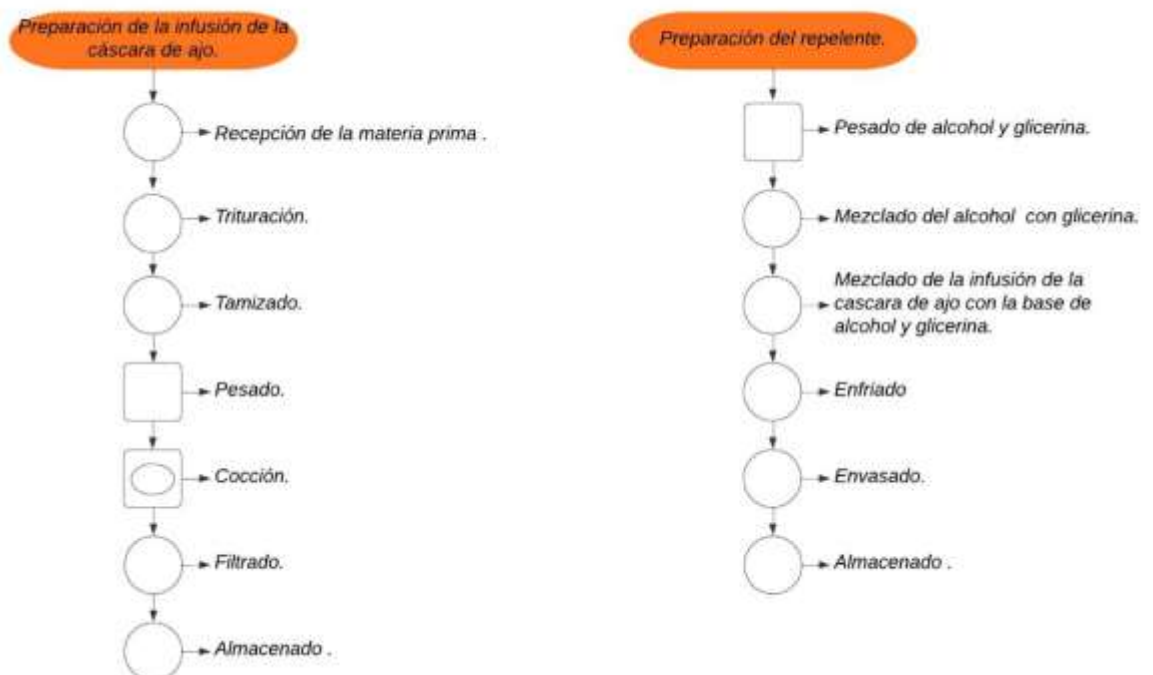 Preparación de la infusión de la
cáscara de ajo.
Recepción de la materia prima .
Trituración.
Tamizado.
Pesado.
Cocción.
Filtrado.
Almacenado .
Preparación del repelente.
Pesado de alcohol y glicerina.
Mezclado del alcohol con glicerina.
Mezclado de la infusión de la
cascara de ajo con la base de
alcohol y glicerina.
Enfriado
Envasado.
Almacenado .